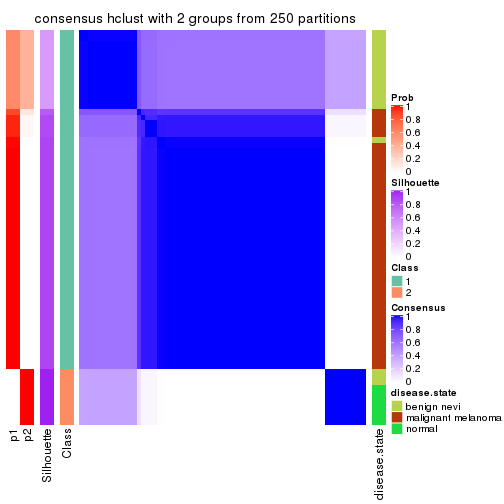 consensus hclust with 2 groups from 250 partitions
Prob
1
0.8
0.6
0.4
0.2
0
Silhouette
1
0.8
0.6
0.4
0.2
0
Class
1
2
Consensus
1
0.8
0.6
0.4
0.2
0
disease.state
benign nevi
malignant melanoma
normal
p1
p2
Silhouette
Class
disease.state